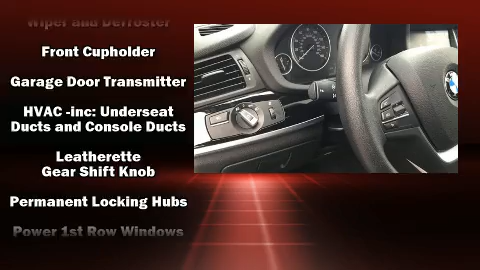 Wiper and Defroster
Front Cupholder
Garage Door Transmitter
HVAC -inc: Underseat
Ducts and Console Ducts
Leatherette
Gear Shift Knob
Permanent Locking Hubs
Power 1st Row Windows